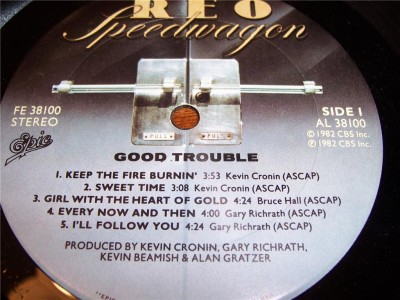 REO
Speedwagon
FE 38100
STEREO
SIDE 1
AL 38100
℗ 1982 CBS Inc.
℗ 1982 CBS Inc.
Epic
PULL
PULL
GOOD TROUBLE
1. KEEP THE FIRE BURNIN' 3:53 Kevin Cronin (ASCAP)
2. SWEET TIME 3:08 Kevin Cronin (ASCAP)
3. GIRL WITH THE HEART OF GOLD 4:24 Bruce Hall (ASCAP)
4. EVERY NOW AND THEN 4:00 Gary Richrath (ASCAP)
5. I'LL FOLLOW YOU 4:24 Gary Richrath (ASCAP)
PRODUCED BY KEVIN CRONIN, GARY RICHRATH,
KEVIN BEAMISH & ALAN GRATZER